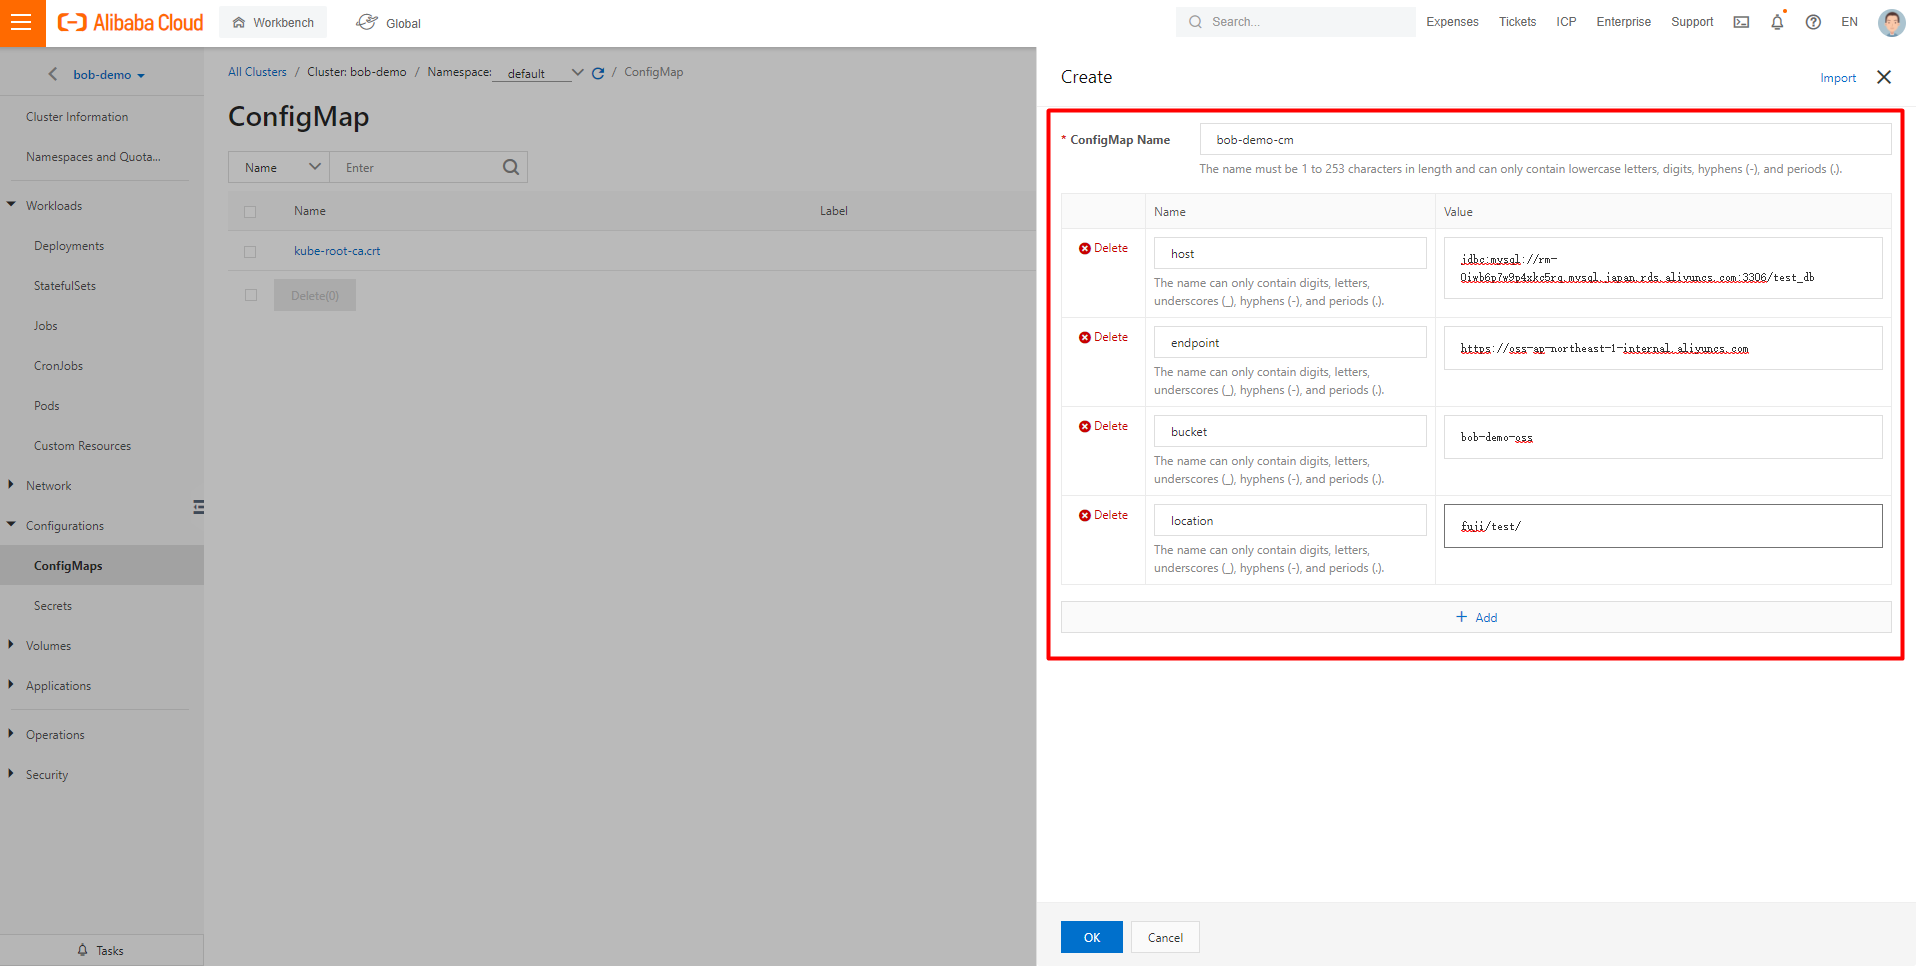 Alibaba Cloud
Workbench
Global
Search...
Expenses
Tickets
ICP
Enterprise
Support
EN
bob-demo
Cluster Information
Namespaces and Quota...
Workloads
Deployments
StatefulSets
Jobs
CronJobs
Pods
Custom Resources
Network
Configurations
ConfigMaps
Secrets
Volumes
Applications
Operations
Security
Tasks
All Clusters / Cluster: bob-demo / Namespace: default / ConfigMap
ConfigMap
Name
Enter
Name Label
kube-root-ca.crt
Delete(0)
Create
Import
* ConfigMap Name
bob-demo-cm
The name must be 1 to 253 characters in length and can only contain lowercase letters, digits, hyphens (-), and periods (.).
Name Value
Delete
host
The name can only contain digits, letters,
underscores (_), hyphens (-), and periods (.).
jdbc:mysql://rm-
0iwb6p7w9p4xkc5rq.mysql.japan.rds.aliyuncs.com:3306/test_db
Delete
endpoint
The name can only contain digits, letters,
underscores (_), hyphens (-), and periods (.).
https://oss-ap-northeast-1-internal.aliyuncs.com
Delete
bucket
The name can only contain digits, letters,
underscores (_), hyphens (-), and periods (.).
bob-demo-oss
Delete
location
The name can only contain digits, letters,
underscores (_), hyphens (-), and periods (.).
fuji/test/
+ Add
OK
Cancel